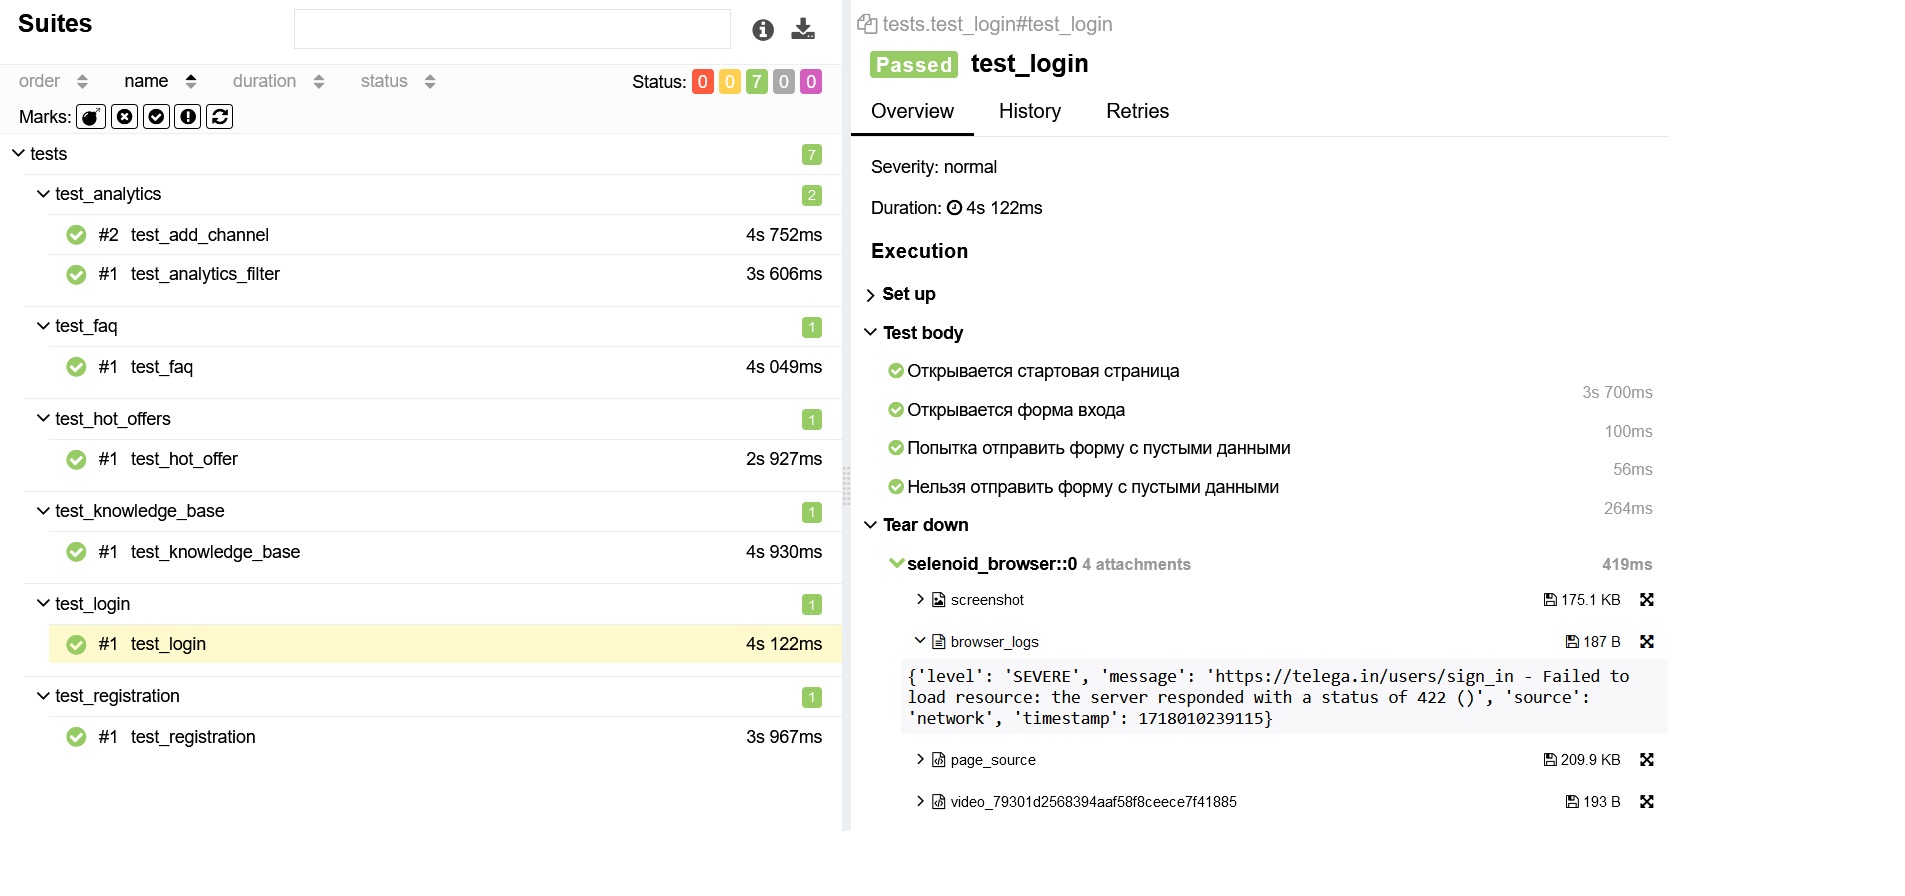 Suites
order name duration status Status: 0 0 7 0 0
Marks:
tests 7
test_analytics 2
#2 test_add_channel 4s 752ms
#1 test_analytics_filter 3s 606ms
test_faq 1
#1 test_faq 4s 049ms
test_hot_offers 1
#1 test_hot_offer 2s 927ms
test_knowledge_base 1
#1 test_knowledge_base 4s 930ms
test_login 1
#1 test_login 4s 122ms
test_registration 1
#1 test_registration 3s 967ms
tests.test_login#test_login
Passed test_login
Overview History Retries
Severity: normal
Duration: 4s 122ms
Execution
Set up
Test body
Открывается стартовая страница
3s 700ms
Открывается форма входа
100ms
Попытка отправить форму с пустыми данными
56ms
Нельзя отправить форму с пустыми данными
264ms
Tear down
selenoid_browser::0 4 attachments 419ms
screenshot 175.1 KB
browser_logs 187 B
{'level': 'SEVERE', 'message': 'https://telega.in/users/sign_in - Failed to
load resource: the server responded with a status of 422 ()', 'source':
'network', 'timestamp': 1718010239115}
page_source 209.9 KB
video_79301d2568394aaf58f8ceece7f41885 193 B